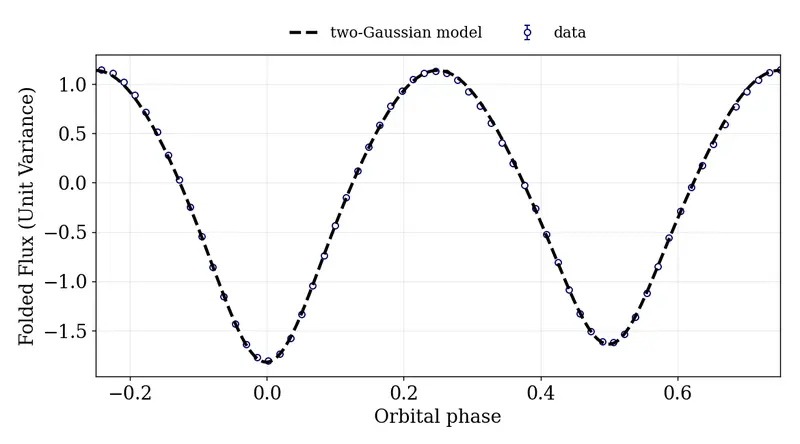 two-Gaussian model data
Folded Flux (Unit Variance)
1.0
0.5
0.0
−0.5
−1.0
−1.5
−0.2 0.0 0.2 0.4 0.6
Orbital phase